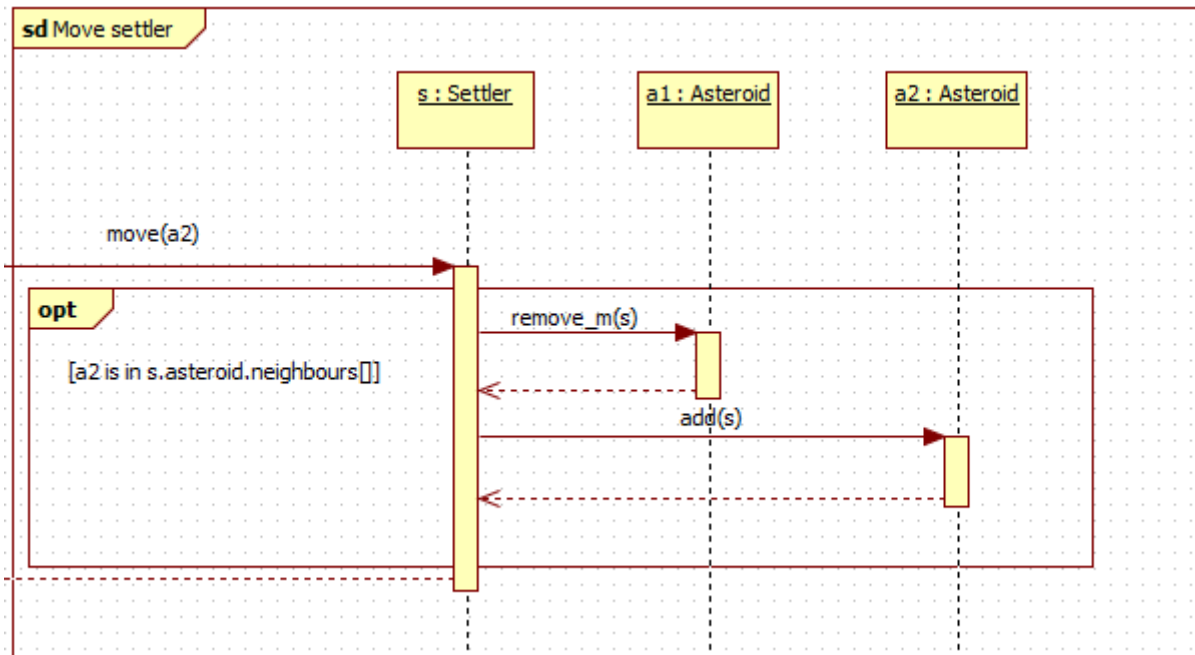 sd Move settler
s : Settler
a1 : Asteroid
a2 : Asteroid
move(a2)
opt
remove_m(s)
[a2 is in s.asteroid.neighbours[]]
add(s)